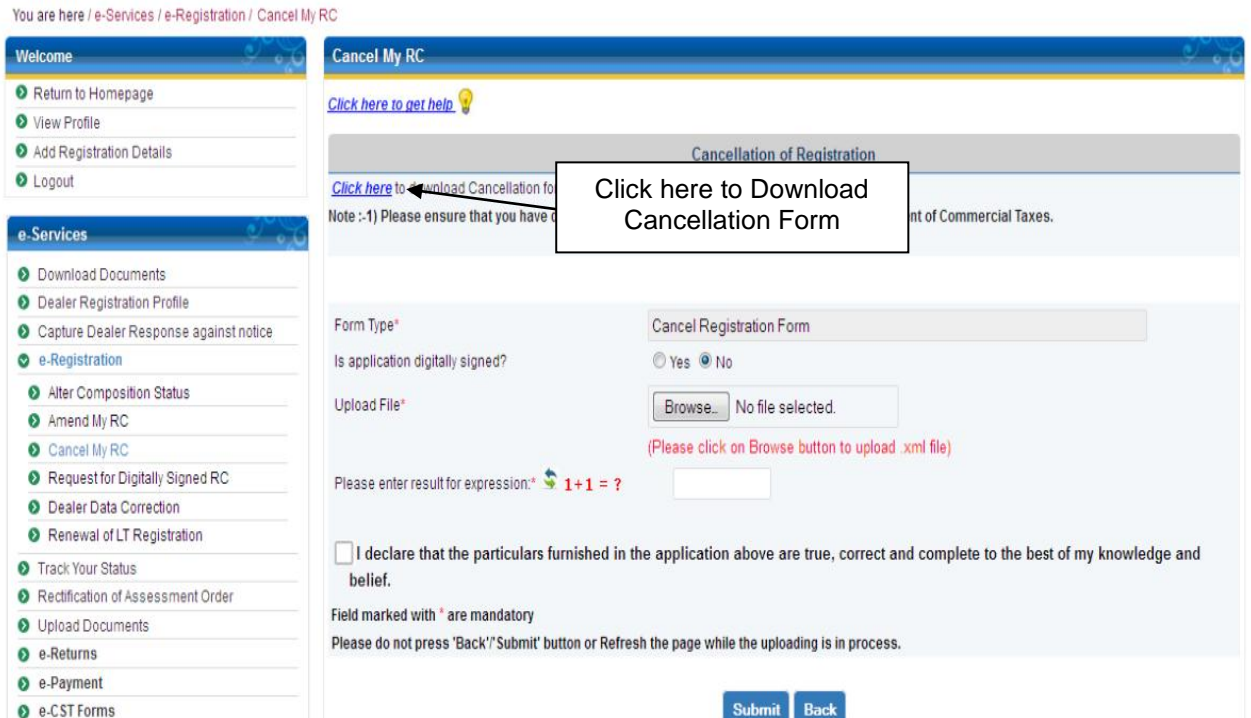 You are here / e-Services / e-Registration / Cancel My RC
Welcome
Return to Homepage
View Profile
Add Registration Details
Logout
e-Services
Download Documents
Dealer Registration Profile
Capture Dealer Response against notice
e-Registration
Alter Composition Status
Amend My RC
Cancel My RC
Request for Digitally Signed RC
Dealer Data Correction
Renewal of LT Registration
Track Your Status
Rectification of Assessment Order
Upload Documents
e-Returns
e-Payment
e-CST Forms
Cancel My RC
Click here to get help
Cancellation of Registration
Click here to download Cancellation
Note :-1) Please ensure that you have of Commercial Taxes.
Click here to Download
Cancellation Form
Form Type* Cancel Registration Form
Is application digitally signed? Yes No
Upload File* Browse_ No file selected.
(Please click on Browse button to upload .xml file)
Please enter result for expression:* 1+1 = ?
I declare that the particulars furnished in the application above are true, correct and complete to the best of my knowledge and
belief.
Field marked with * are mandatory
Please do not press 'Back'/'Submit' button or Refresh the page while the uploading is in process.
Submit Back